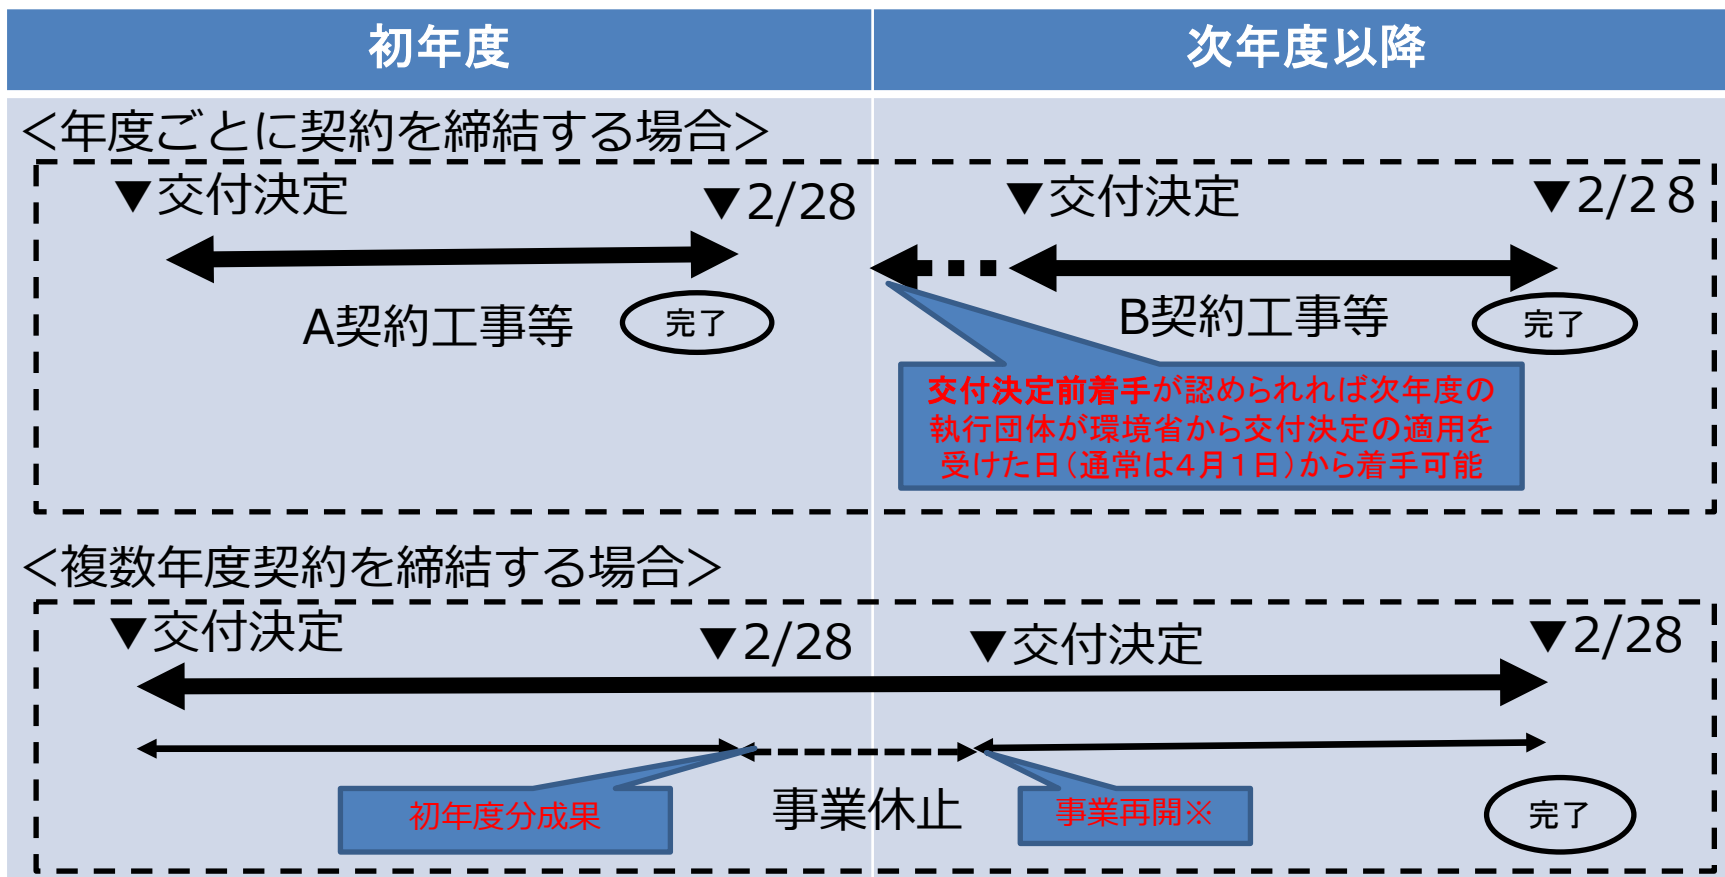 初年度
次年度以降
＜年度ごとに契約を締結する場合＞
▼交付決定
▼2/28
▼交付決定
▼2/28
A契約工事等
完了
B契約工事等
完了
交付決定前着手が認められれば次年度の
執行団体が環境省から交付決定の適用を
受けた日（通常は４月１日）から着手可能
＜複数年度契約を締結する場合＞
▼交付決定
▼2/28
▼交付決定
▼2/28
初年度分成果
事業休止
事業再開※
完了